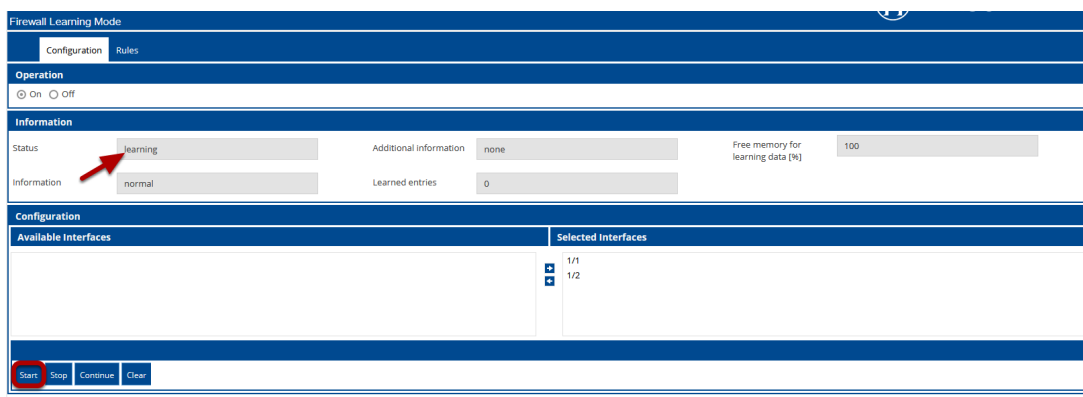 Firewall Learning Mode
Configuration Rules
Operation
On Off
Information
Status learning Additional information none Free memory for learning data [%] 100
Information normal Learned entries 0
Configuration
Available Interfaces Selected Interfaces
1/1
1/2
Start Stop Continue Clear